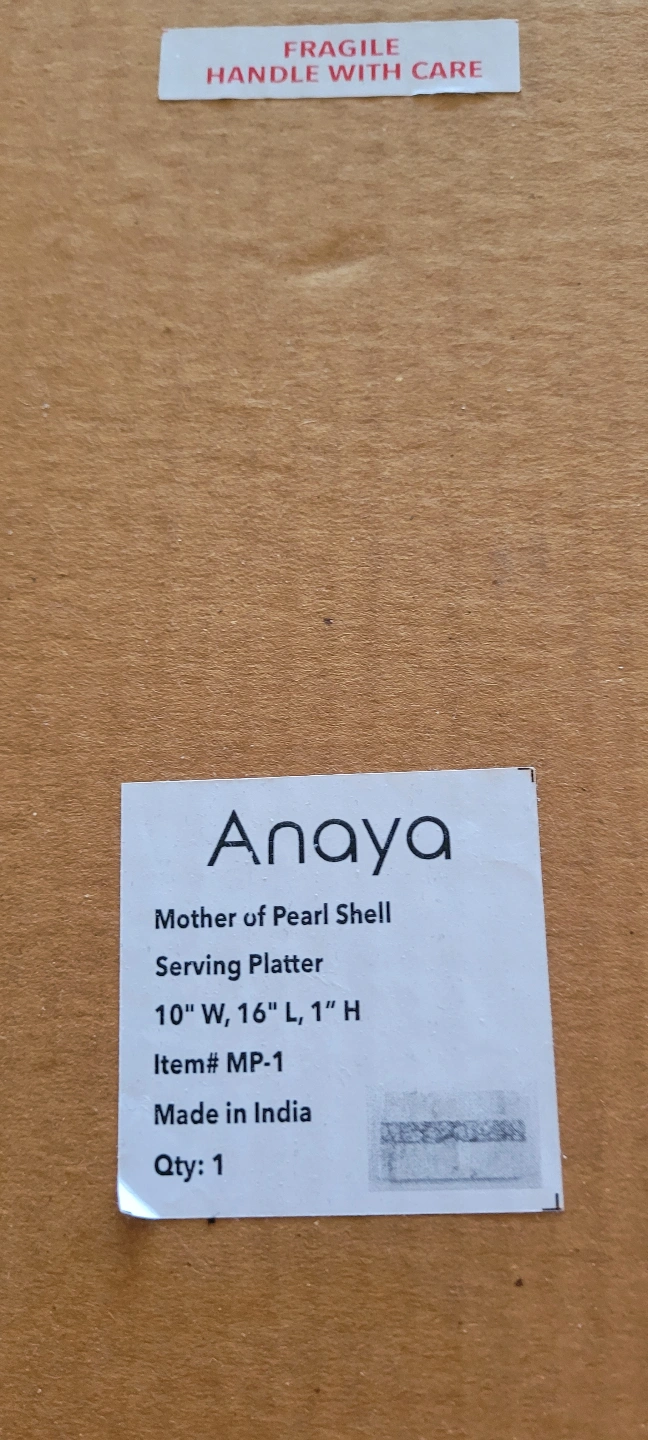 FRAGILE
HANDLE WITH CARE
Anaya
Mother of Pearl Shell
Serving Platter
10" W, 16" L, 1” H
Item# MP-1
Made in India
Qty: 1